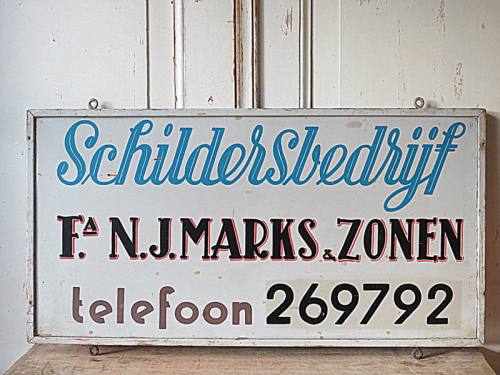 Schildersbedrijf
Fᴬ. N.J. MARKS & ZONEN
telefoon 269792